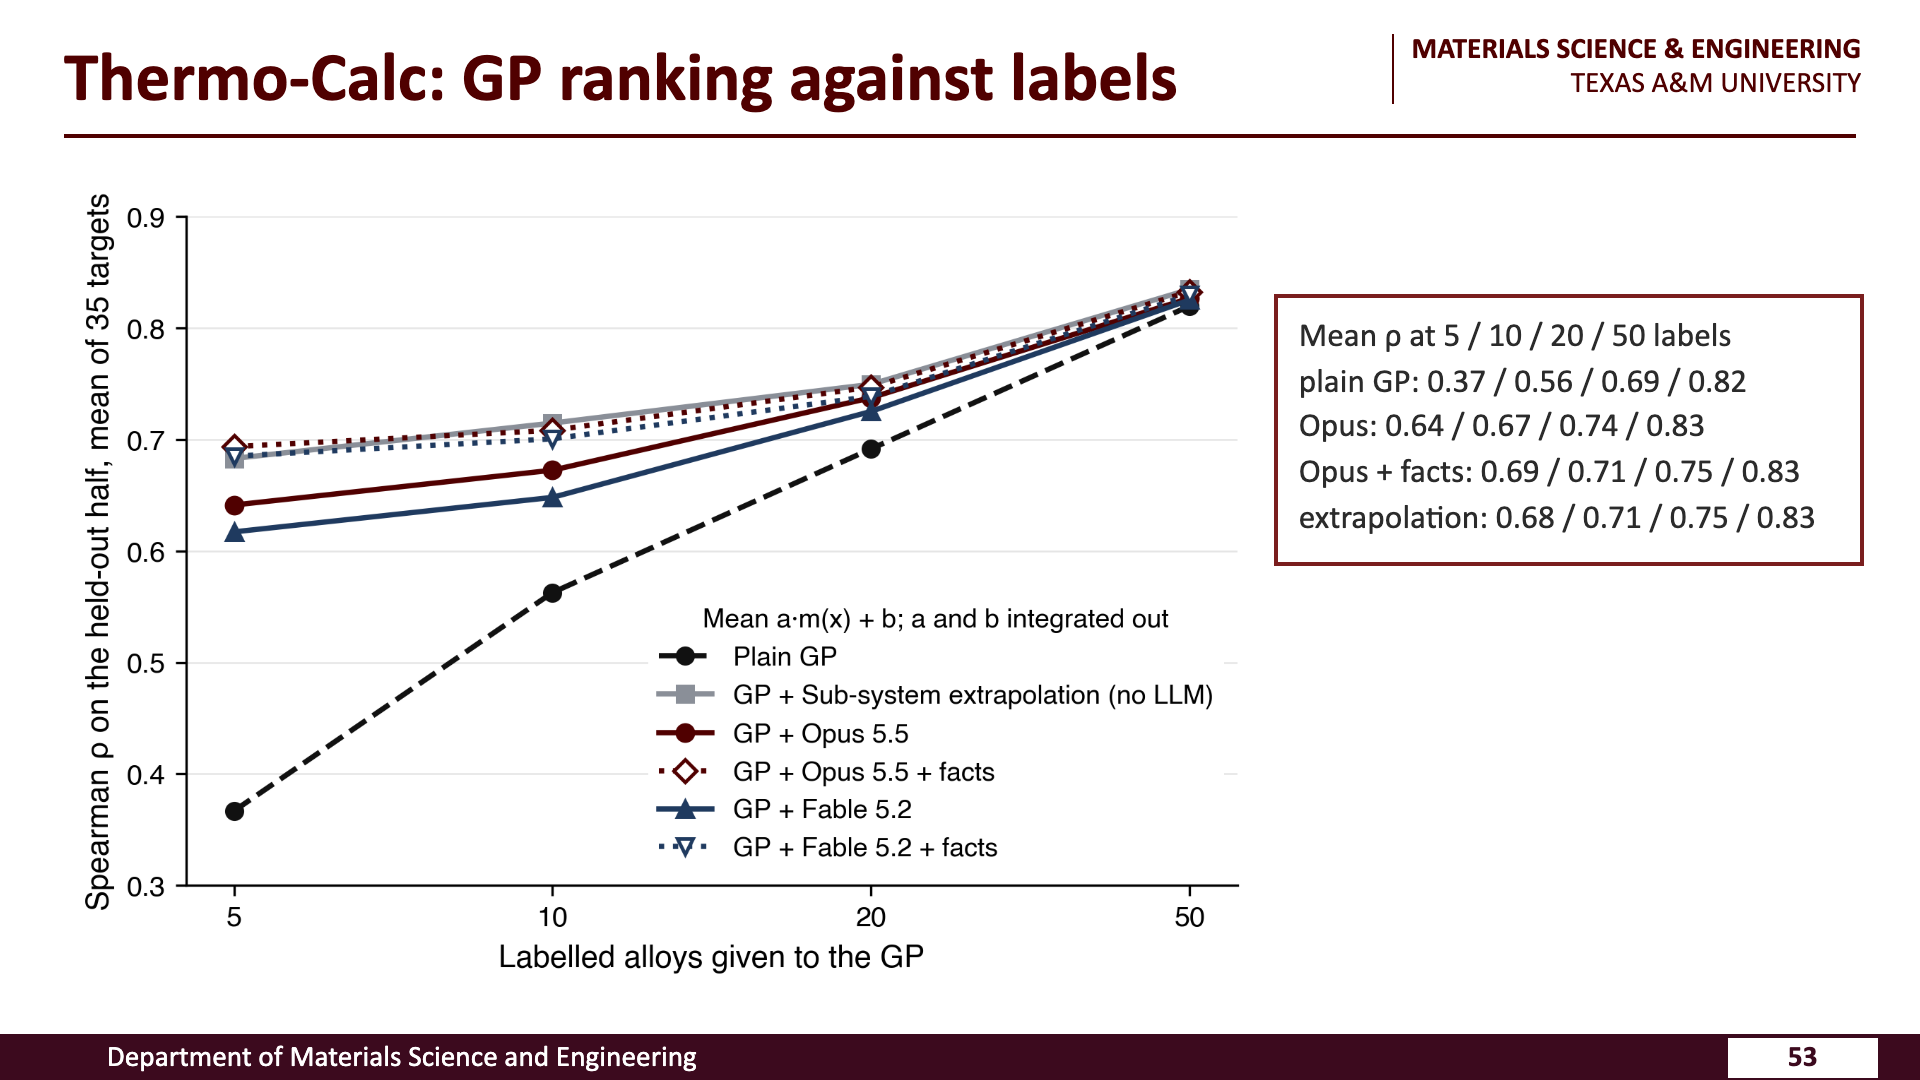 Thermo-Calc: GP ranking against labels
MATERIALS SCIENCE & ENGINEERING
TEXAS A&M UNIVERSITY
Spearman ρ on the held-out half, mean of 35 targets
0.9
0.8
0.7
0.6
0.5
0.4
0.3
5
10
20
50
Labelled alloys given to the GP
Mean a·m(x) + b; a and b integrated out
Plain GP
GP + Sub-system extrapolation (no LLM)
GP + Opus 5.5
GP + Opus 5.5 + facts
GP + Fable 5.2
GP + Fable 5.2 + facts
Mean ρ at 5 / 10 / 20 / 50 labels
plain GP: 0.37 / 0.56 / 0.69 / 0.82
Opus: 0.64 / 0.67 / 0.74 / 0.83
Opus + facts: 0.69 / 0.71 / 0.75 / 0.83
extrapolation: 0.68 / 0.71 / 0.75 / 0.83
Department of Materials Science and Engineering
53